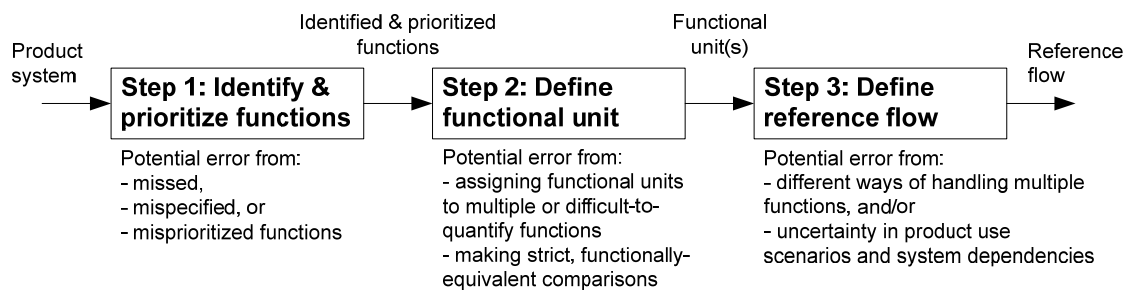 Product
system
Step 1: Identify &
prioritize functions
Potential error from:
- missed,
- mispecified, or
- misprioritized functions
Identified & prioritized
functions
Step 2: Define
functional unit
Potential error from:
- assigning functional units
to multiple or difficult-to-
quantify functions
- making strict, functionally-
equivalent comparisons
Functional
unit(s)
Step 3: Define
reference flow
Potential error from:
- different ways of handling multiple
functions, and/or
- uncertainty in product use
scenarios and system dependencies
Reference
flow